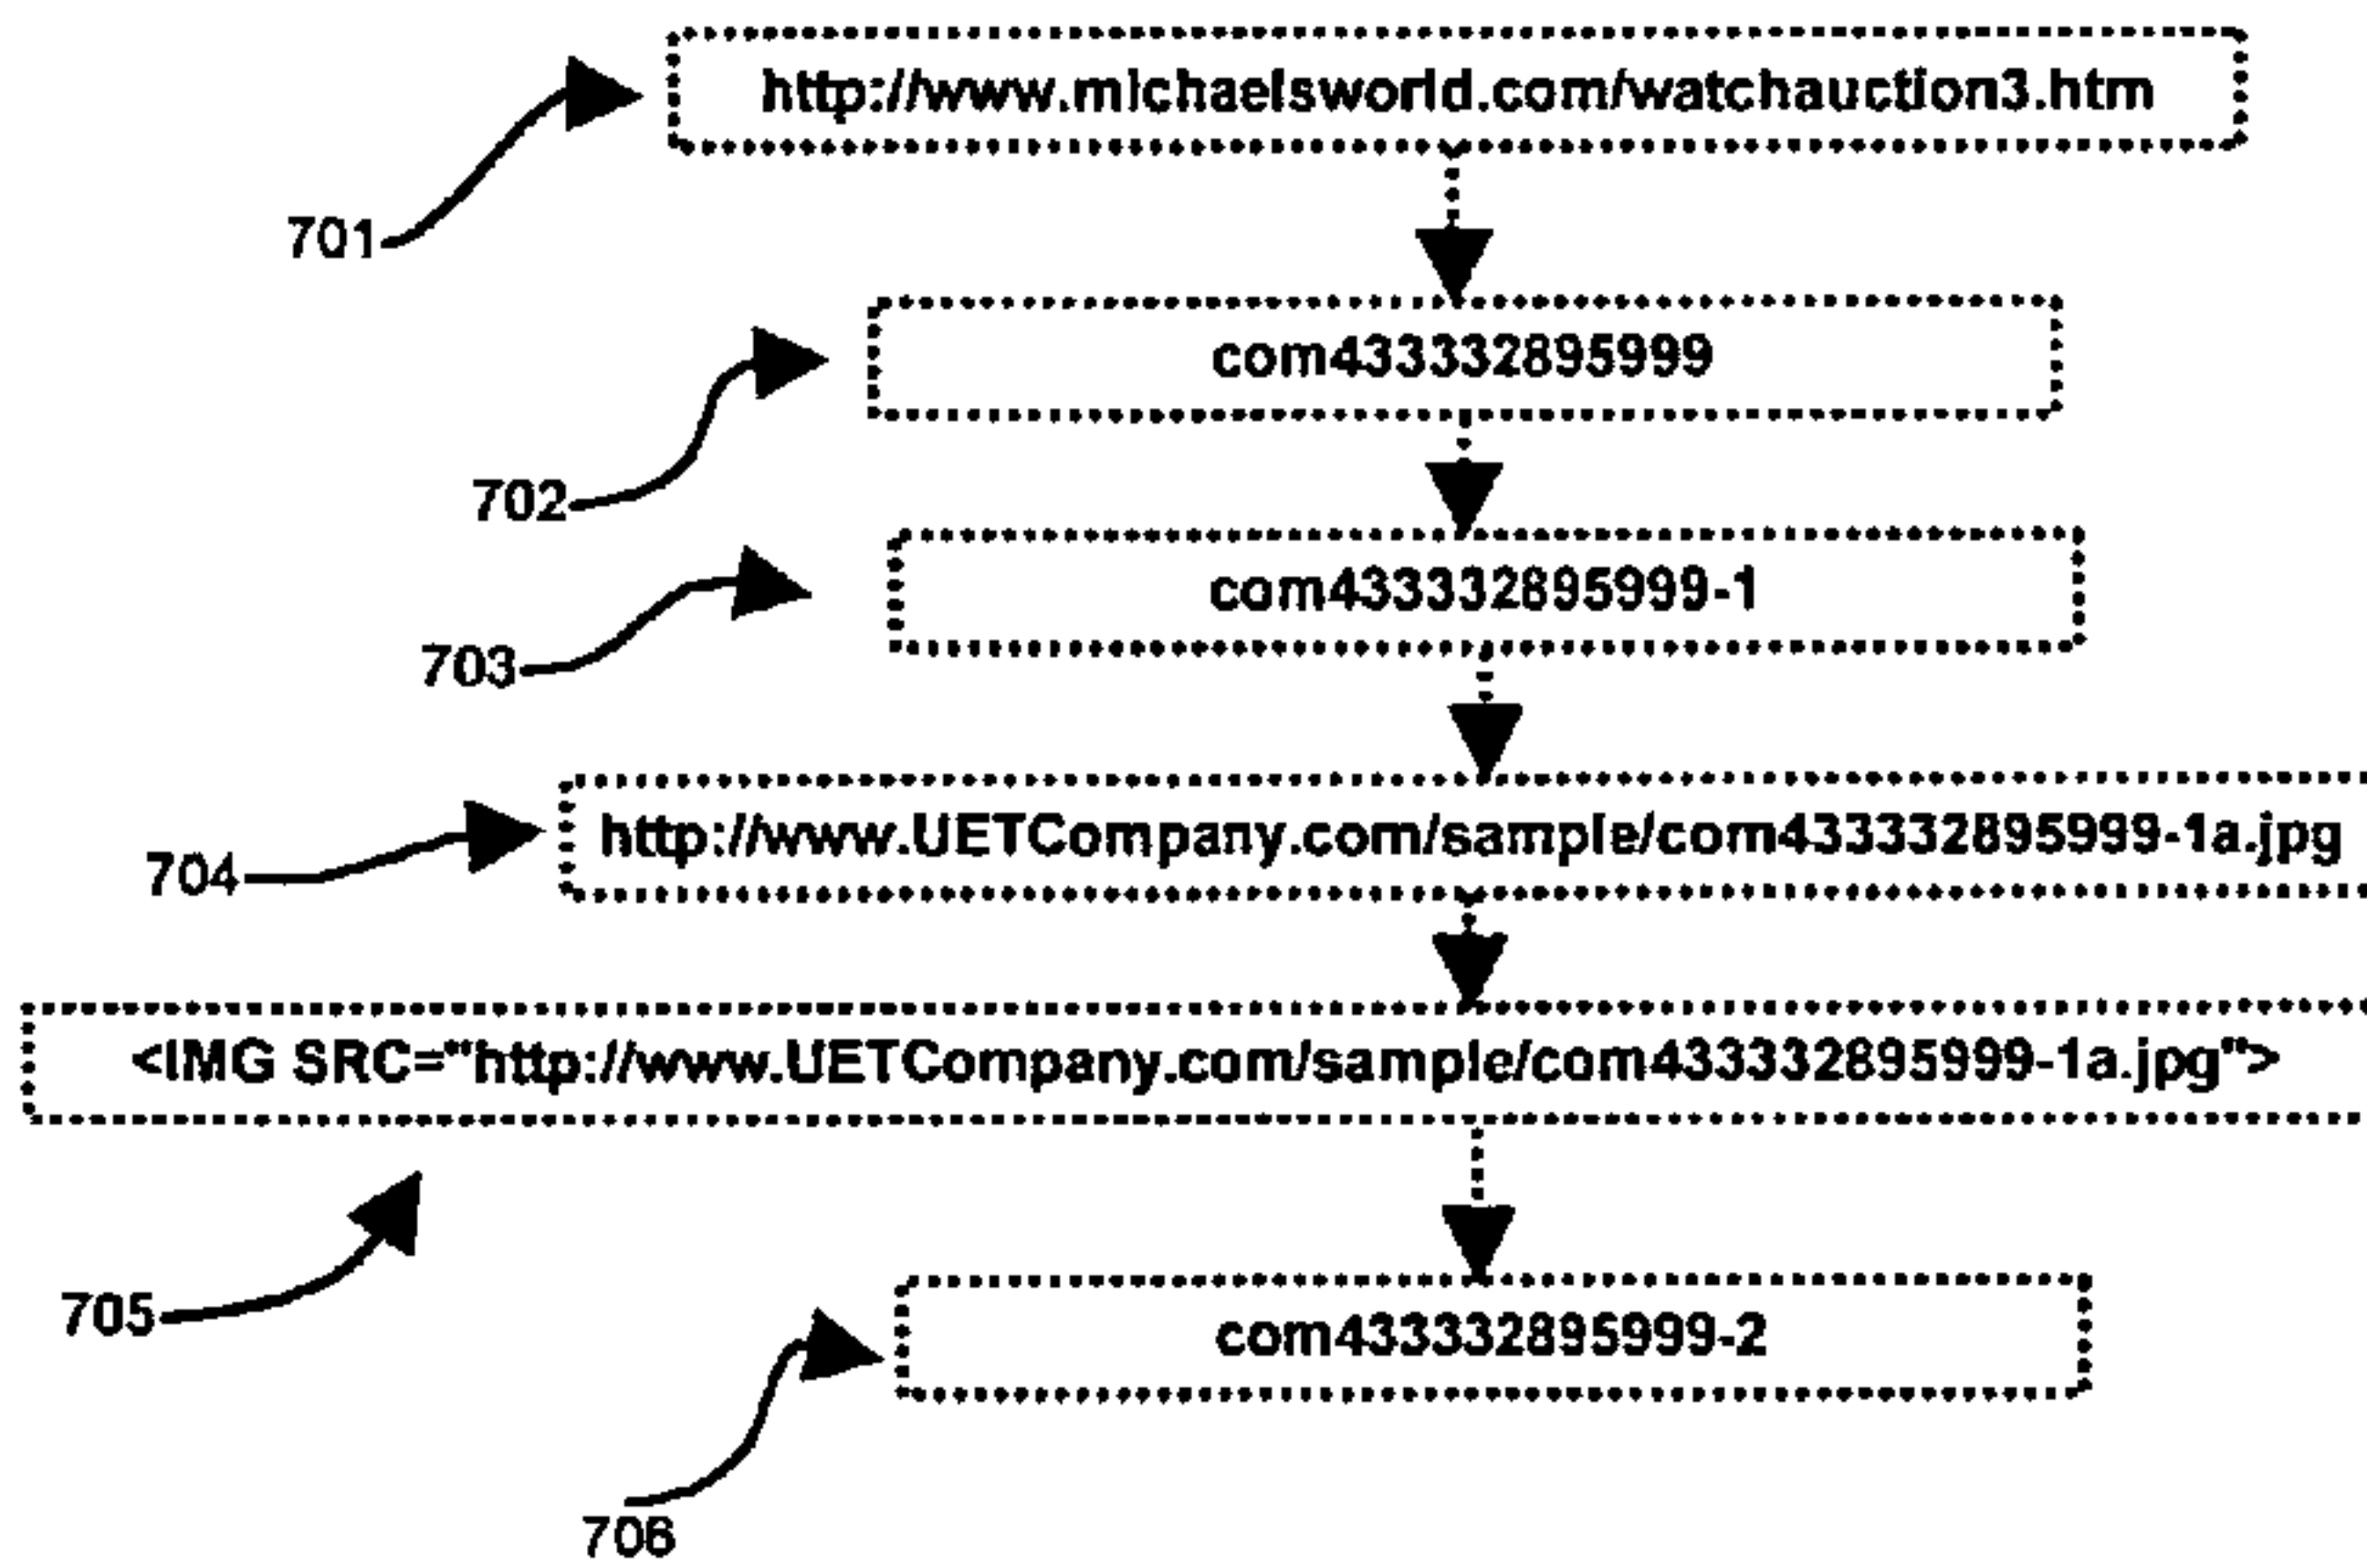 http://www.michaelsworld.com/watchauction3.htm
701
com433332895999
702
com433332895999-1
703
http://www.UETCompany.com/sample/com433332895999-1a.jpg
704
<IMG SRC="http://www.UETCompany.com/sample/com433332895999-1a.jpg">
705
com433332895999-2
706